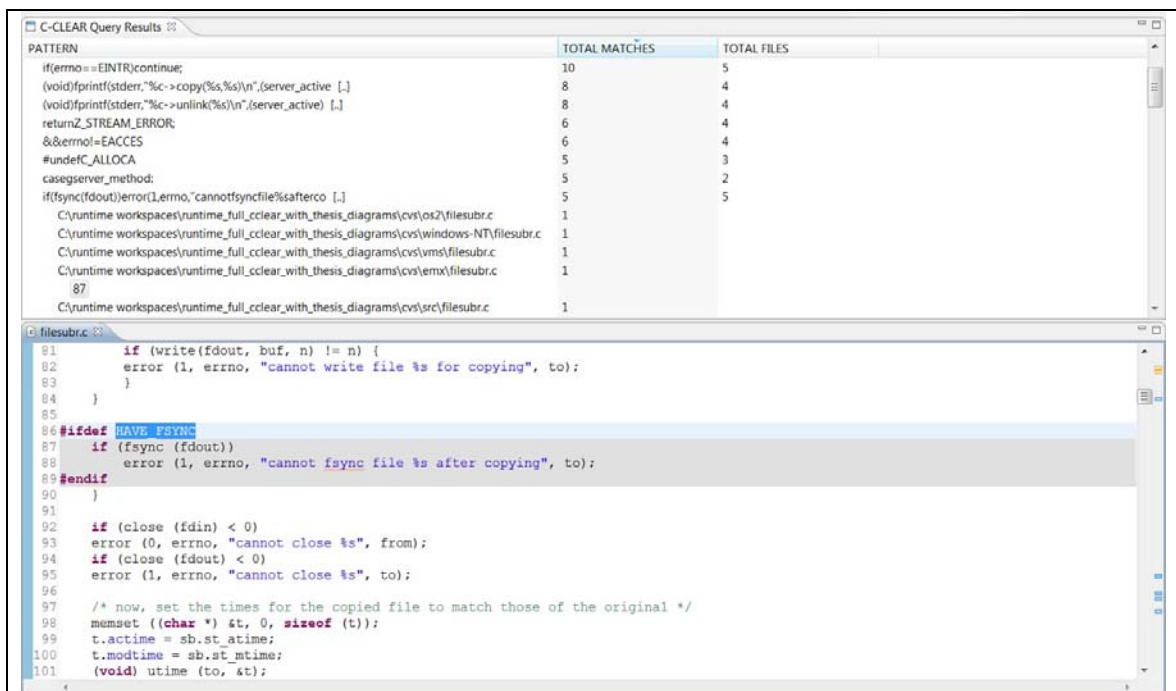 C-CLEAR Query Results
PATTERN TOTAL MATCHES TOTAL FILES
if(errno==EINTR)continue; 10 5
(void)fprintf(stderr,"%c->copy(%s,%s)\n",(server_active [..] 8 4
(void)fprintf(stderr,"%c->unlink(%s)\n",(server_active) [..] 8 4
returnZ_STREAM_ERROR; 6 4
&&errno!=EACCES 6 4
#undefC_ALLOCA 5 3
casegserver_method: 5 2
if(fsync(fdout))error(1,errno,"cannotfsyncfile%safterco [..] 5 5
C:\runtime workspaces\runtime_full_cclear_with_thesis_diagrams\cvs\os2\filesubr.c 1
C:\runtime workspaces\runtime_full_cclear_with_thesis_diagrams\cvs\windows-NT\filesubr.c 1
C:\runtime workspaces\runtime_full_cclear_with_thesis_diagrams\cvs\vms\filesubr.c 1
C:\runtime workspaces\runtime_full_cclear_with_thesis_diagrams\cvs\emx\filesubr.c 1
87
C:\runtime workspaces\runtime_full_cclear_with_thesis_diagrams\cvs\src\filesubr.c 1
filesubr.c
81 if (write(fdout, buf, n) != n) {
82 error (1, errno, "cannot write file %s for copying", to);
83 }
84 }
85
86 #ifdef HAVE_FSYNC
87 if (fsync (fdout))
88 error (1, errno, "cannot fsync file %s after copying", to);
89 #endif
90 }
91
92 if (close (fdin) < 0)
93 error (0, errno, "cannot close %s", from);
94 if (close (fdout) < 0)
95 error (1, errno, "cannot close %s", to);
96
97 /* now, set the times for the copied file to match those of the original */
98 memset ((char *) &t, 0, sizeof (t));
99 t.actime = sb.st_atime;
100 t.modtime = sb.st_mtime;
101 (void) utime (to, &t);